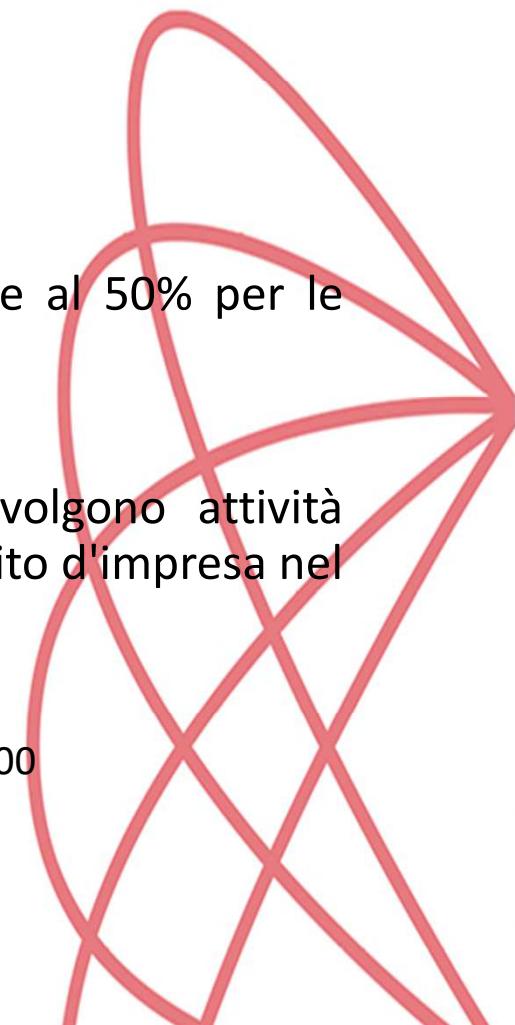 e al 50% per le
volgono attività
ito d'impresa nel
00